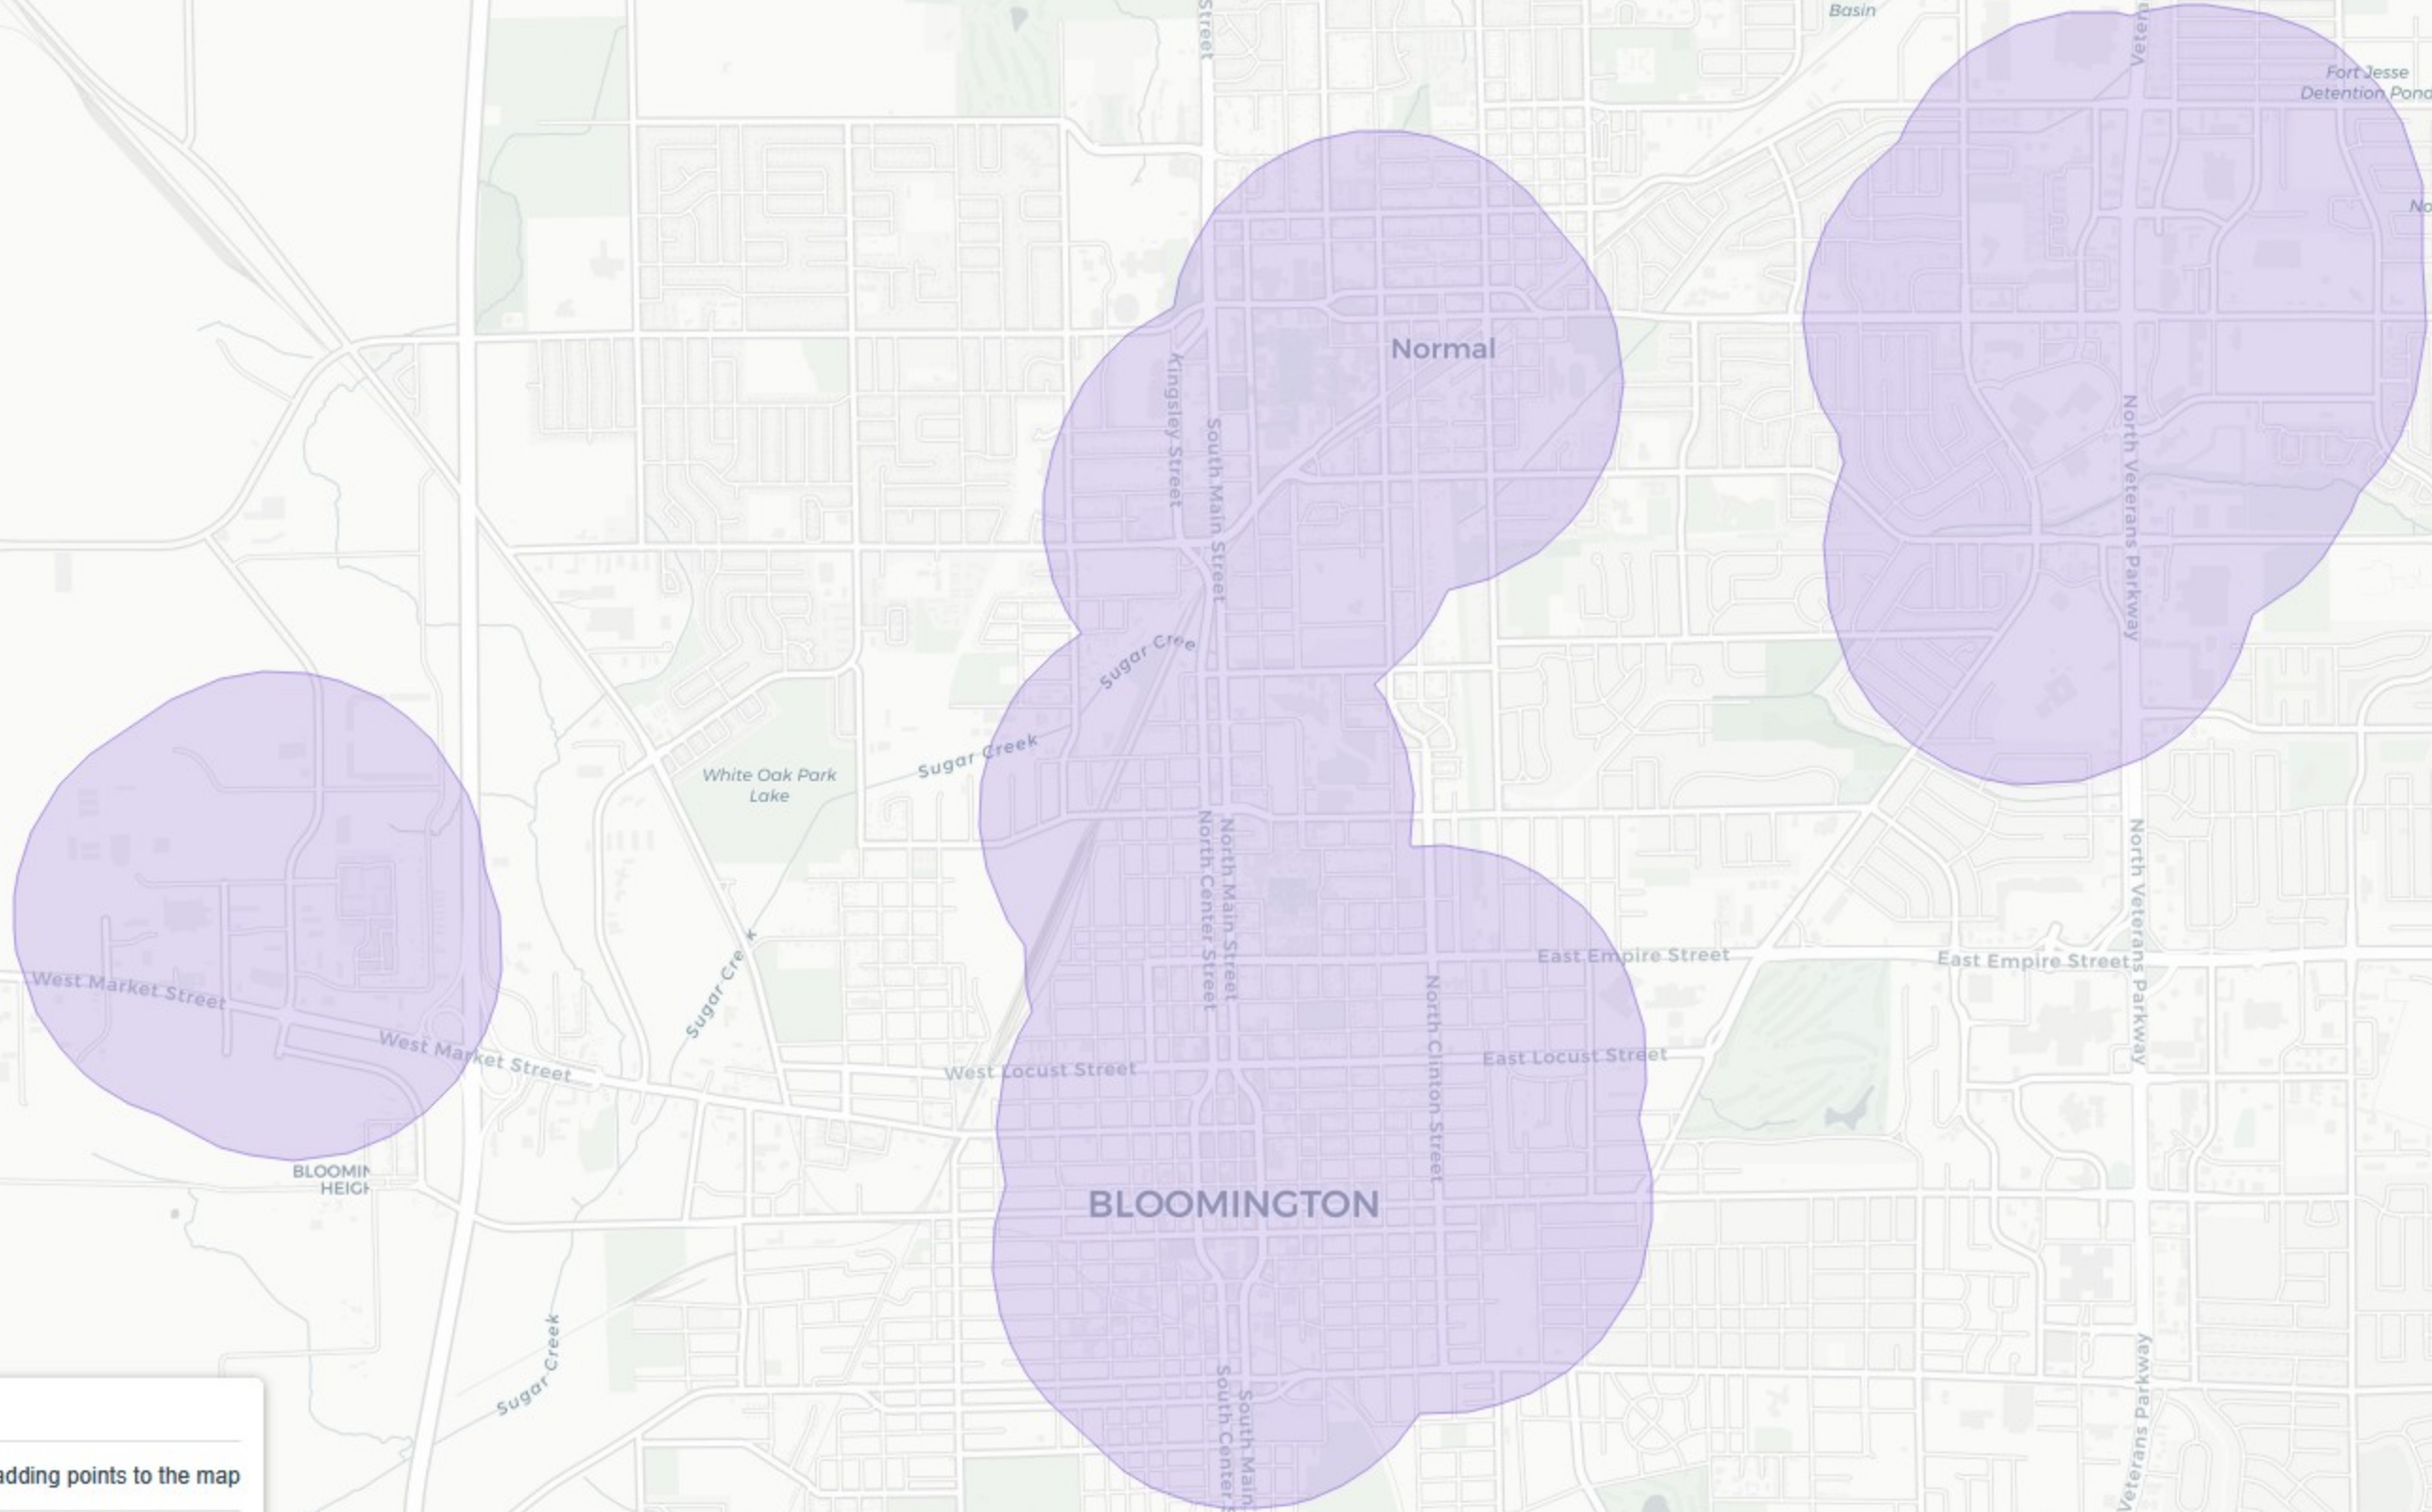 Street
Basin
Vetera
Fort Jesse
Detention Pond
No
Normal
Kingsley Street
South Main Street
North Veterans Parkway
Sugar Cree
Sugar Creek
White Oak Park
Lake
North Center Street
North Main Street
North Veterans Parkway
Sugar Cre k
East Empire Street
East Empire Street
West Market Street
West Market Street
North Clinton Street
East Locust Street
West Locust Street
BLOOMIN
HEIGH
BLOOMINGTON
Sugar Creek
South Center S
South Main
Veterans Parkway
adding points to the map